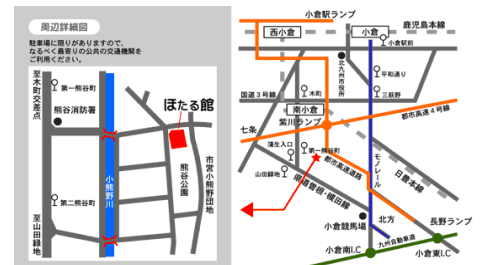 周辺詳細図
駐車場に限りがありますので、
なるべく最寄りの公共の交通機関を
ご利用ください。
至木町交差点
第一熊谷町
熊谷消防署
ほたる館
熊谷公園
市営小熊野団地
小熊野川
第二熊谷町
至山田緑地
小倉駅ランプ
鹿児島本線
西小倉
小倉
小倉駅前
北九州市役所
平和通り
国道3号線
木町
三萩野
南小倉
紫川ランプ
都市高速4号線
七条
蒲生入口
第一熊谷町
山田緑地
都市高速道路
モノレール
日豊本線
県道曽根・槻田線
小倉競馬場
北方
長野ランプ
九州自動車道
小倉南I.C
小倉東I.C